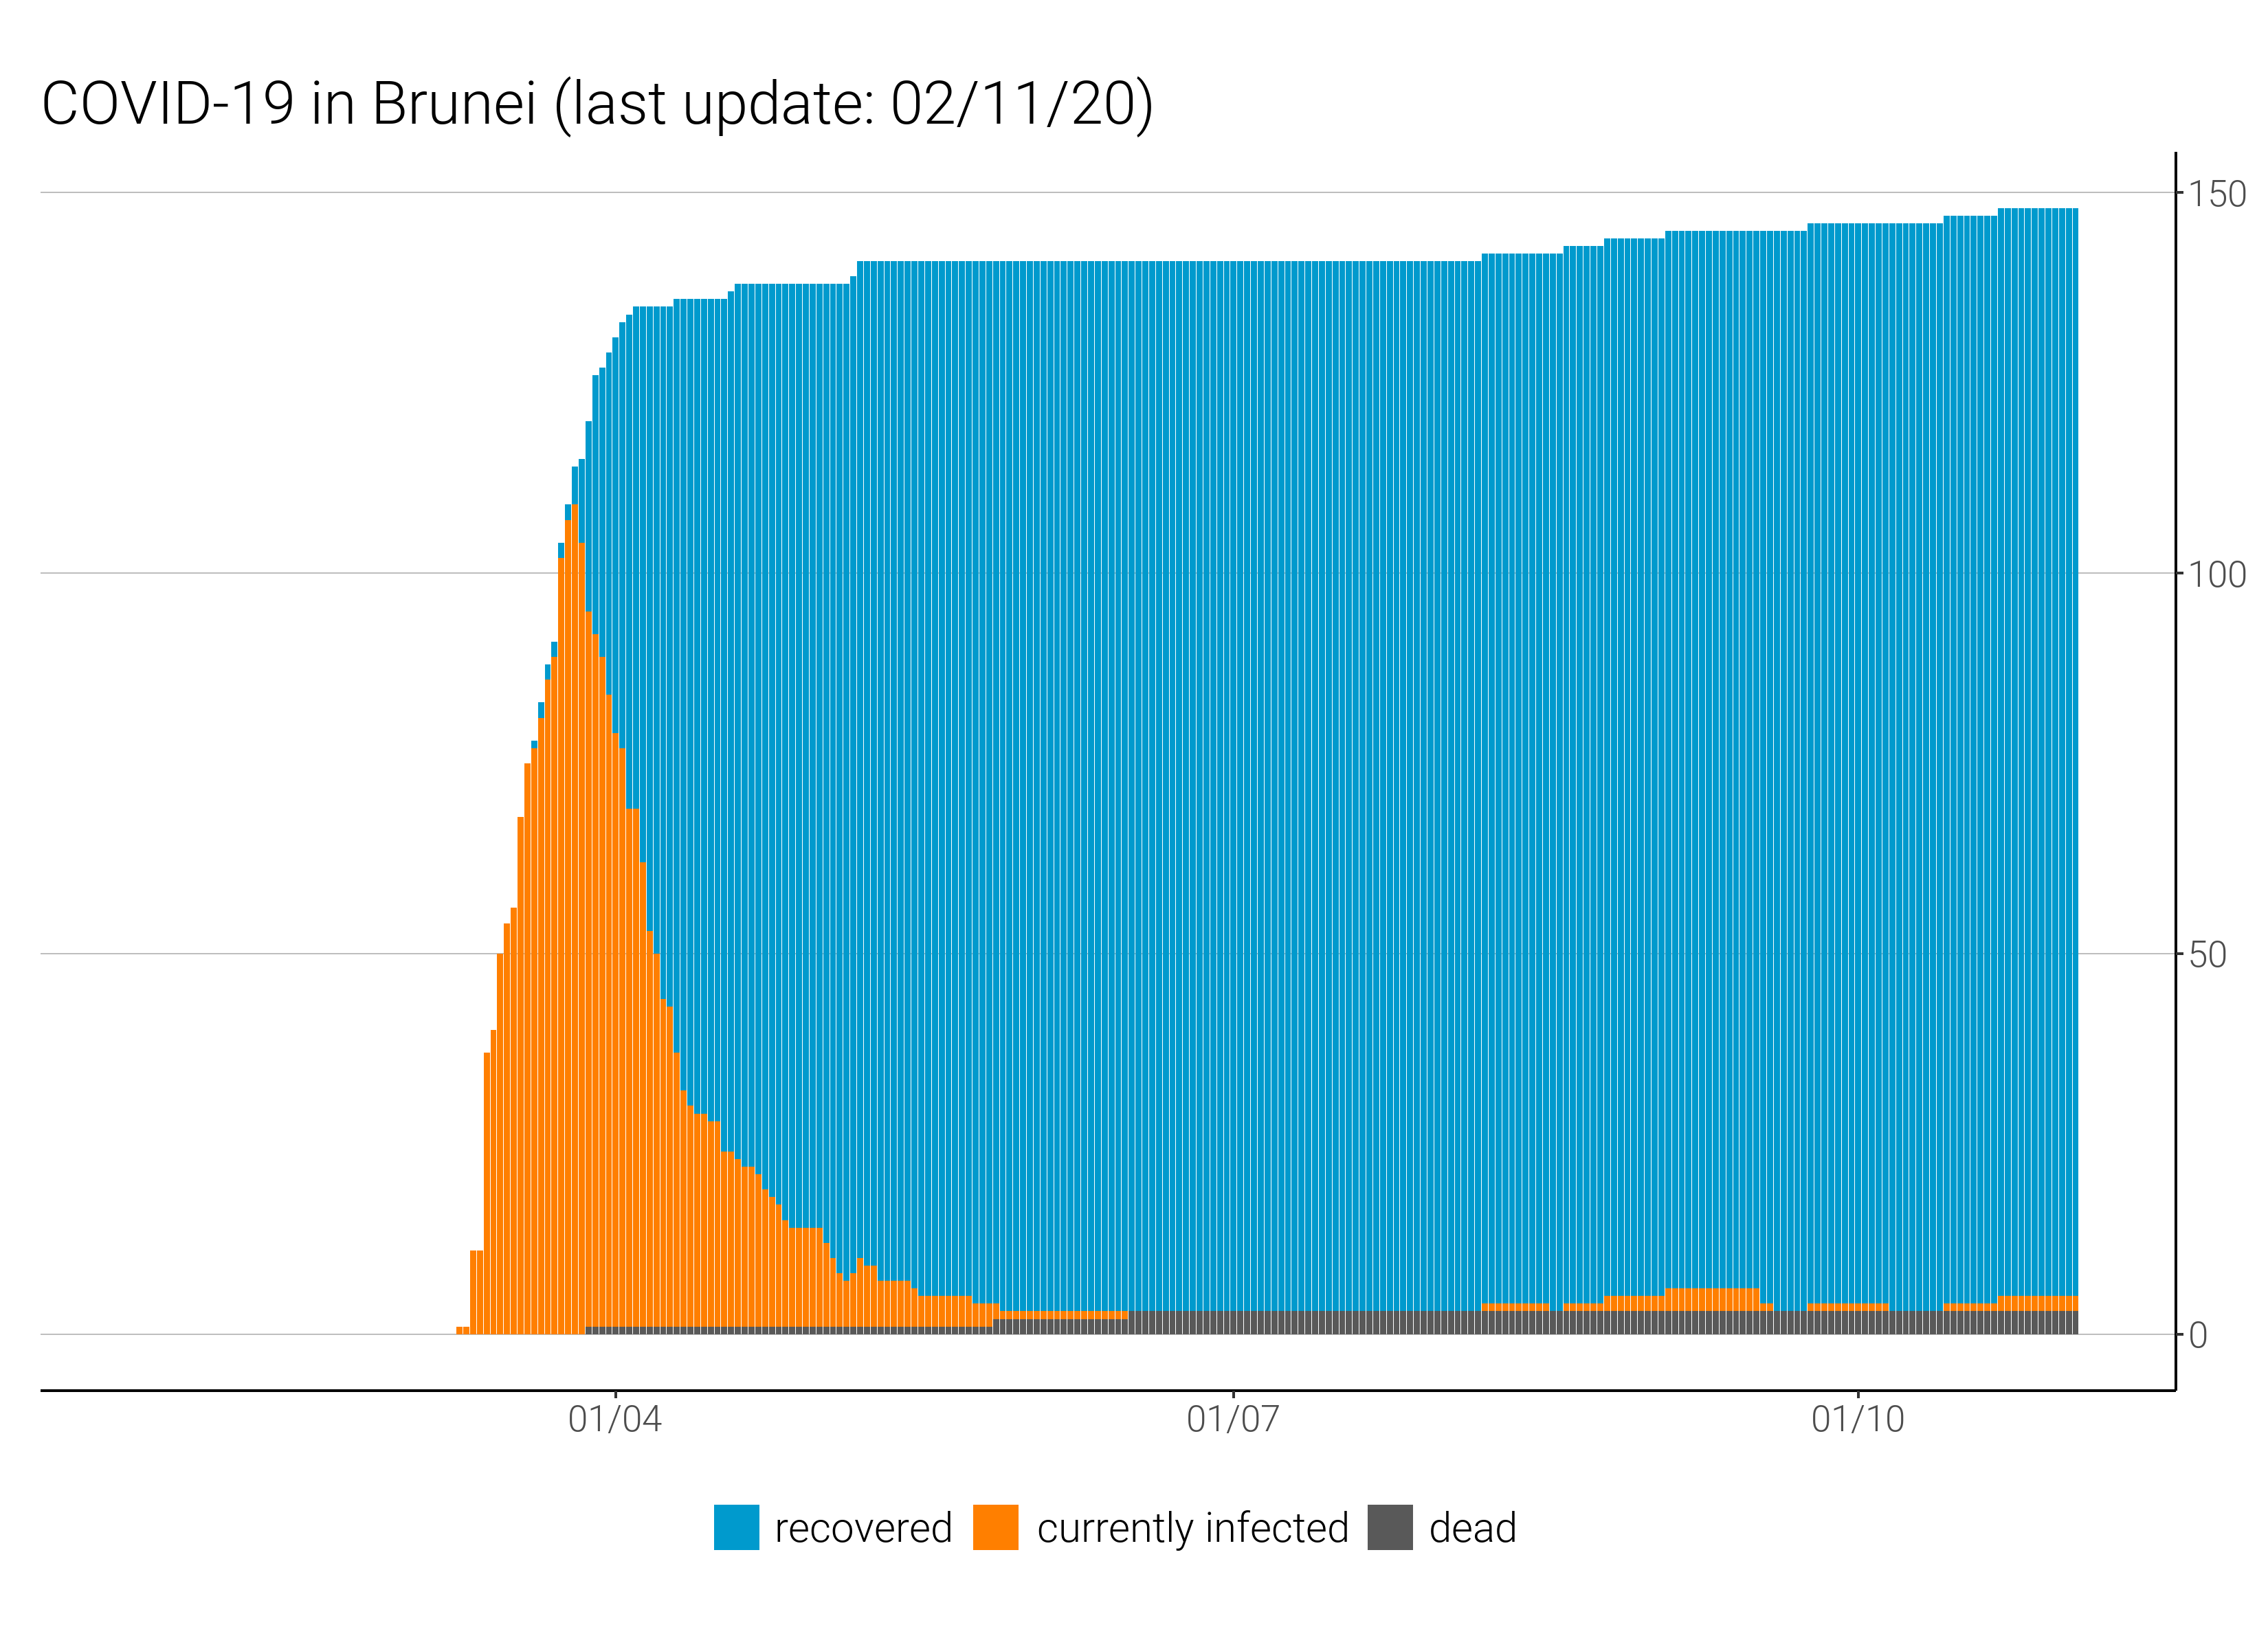 COVID-19 in Brunei (last update: 02/11/20)
150
100
50
0
01/04 01/07 01/10
recovered currently infected dead